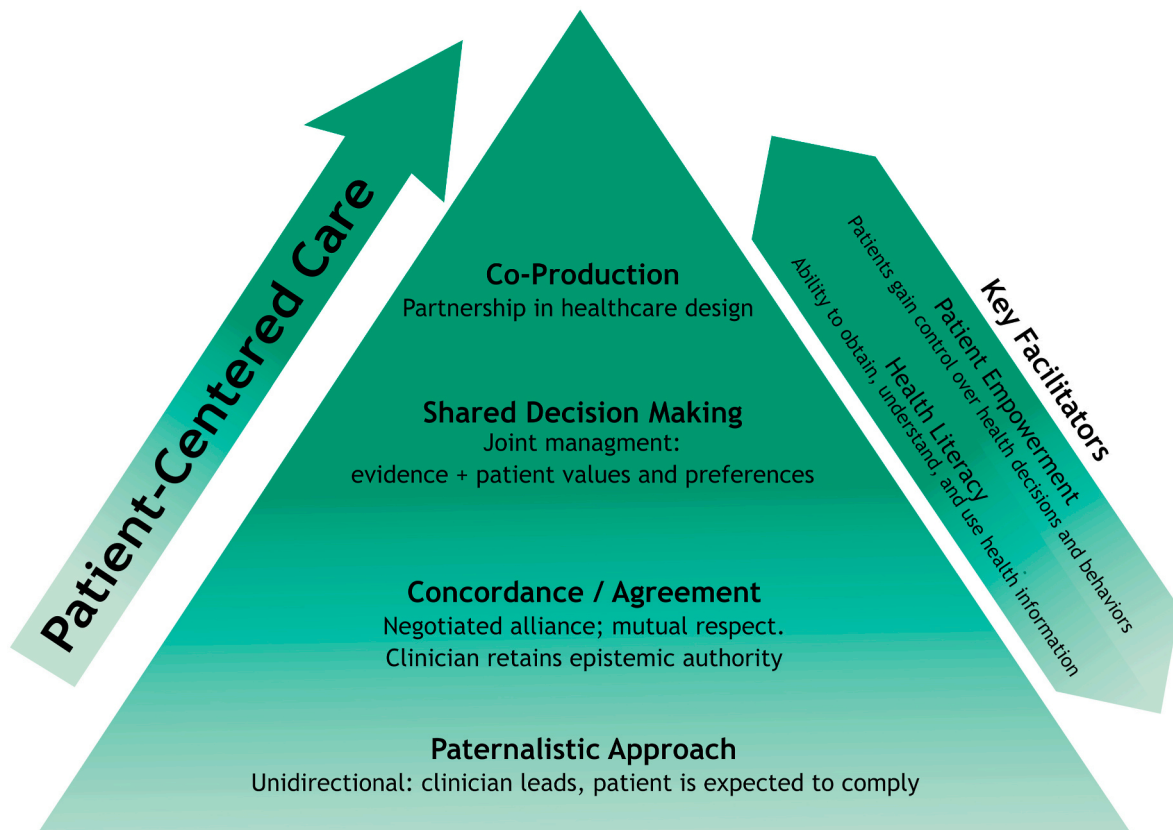 Patient-Centered Care
Co-Production
Partnership in healthcare design
Shared Decision Making
Joint managment:
evidence + patient values and preferences
Concordance / Agreement
Negotiated alliance; mutual respect.
Clinician retains epistemic authority
Paternalistic Approach
Unidirectional: clinician leads, patient is expected to comply
Key Facilitators
Patient Empowerment
Patients gain control over health decisions and behaviors
Health Literacy
Ability to obtain, understand, and use health information